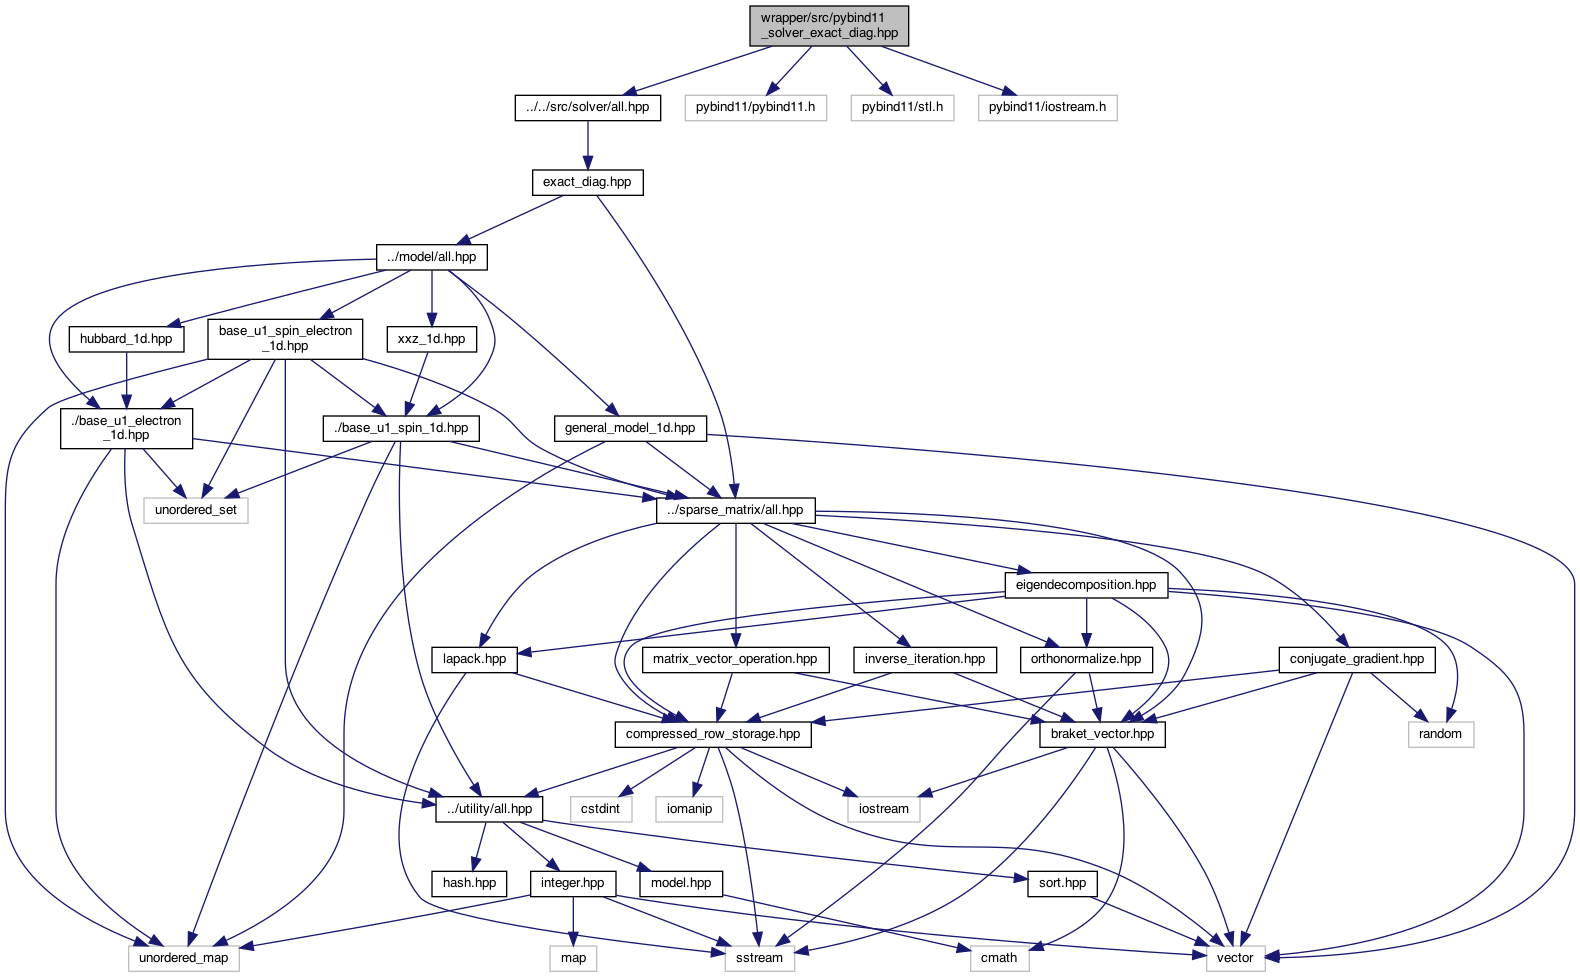 wrapper/src/pybind11
_solver_exact_diag.hpp
../../src/solver/all.hpp
pybind11/pybind11.h
pybind11/stl.h
pybind11/iostream.h
exact_diag.hpp
../model/all.hpp
hubbard_1d.hpp
base_u1_spin_electron
_1d.hpp
xxz_1d.hpp
./base_u1_electron
_1d.hpp
./base_u1_spin_1d.hpp
general_model_1d.hpp
unordered_set
../sparse_matrix/all.hpp
eigendecomposition.hpp
lapack.hpp
matrix_vector_operation.hpp
inverse_iteration.hpp
orthonormalize.hpp
conjugate_gradient.hpp
compressed_row_storage.hpp
braket_vector.hpp
random
../utility/all.hpp
cstdint
iomanip
iostream
hash.hpp
integer.hpp
model.hpp
sort.hpp
unordered_map
map
sstream
cmath
vector